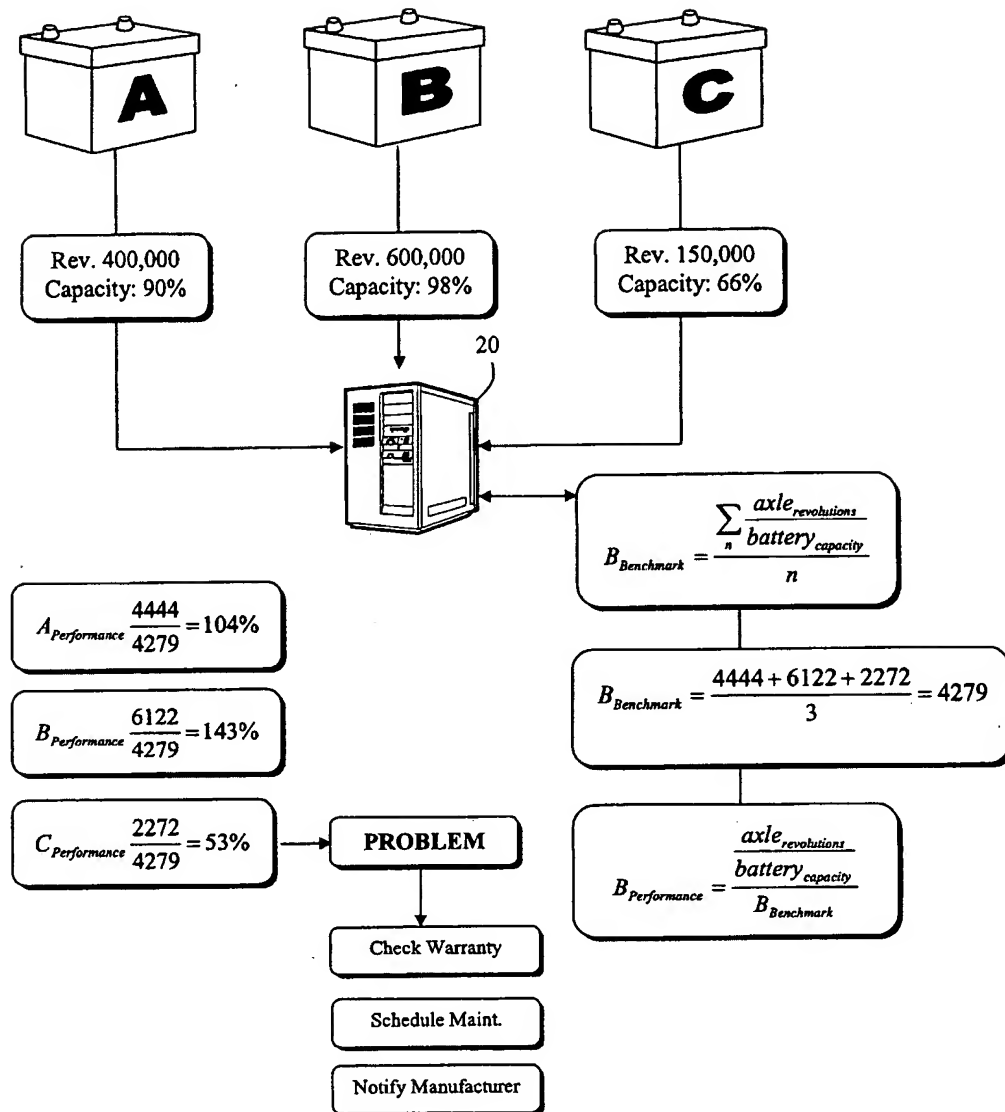 A
B
C
Rev. 400,000
Capacity: 90%
Rev. 600,000
Capacity: 98%
Rev. 150,000
Capacity: 66%
20
B_Benchmark = (∑_n axle_revolutions / battery_capacity) / n
A_Performance 4444 / 4279 = 104%
B_Benchmark = (4444 + 6122 + 2272) / 3 = 4279
B_Performance 6122 / 4279 = 143%
C_Performance 2272 / 4279 = 53%
PROBLEM
B_Performance = (axle_revolutions / battery_capacity) / B_Benchmark
Check Warranty
Schedule Maint.
Notify Manufacturer